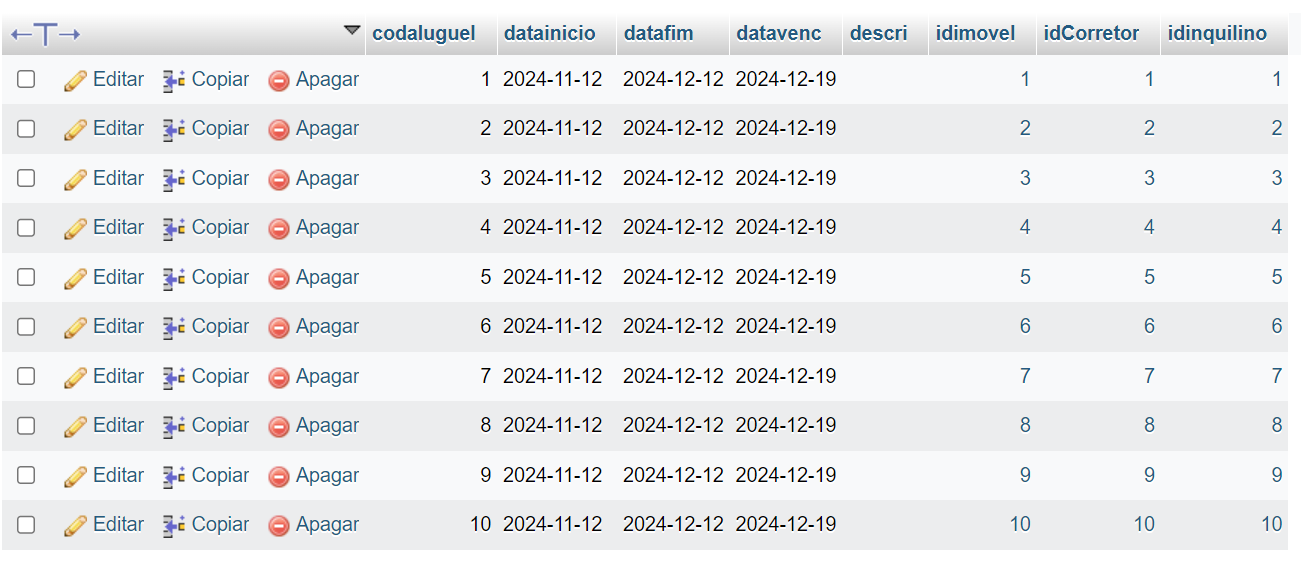 codaluguel datainicio datafim datavenc descri idimovel idCorretor idinquilino
Editar Copiar Apagar 1 2024-11-12 2024-12-12 2024-12-19 1 1 1
Editar Copiar Apagar 2 2024-11-12 2024-12-12 2024-12-19 2 2 2
Editar Copiar Apagar 3 2024-11-12 2024-12-12 2024-12-19 3 3 3
Editar Copiar Apagar 4 2024-11-12 2024-12-12 2024-12-19 4 4 4
Editar Copiar Apagar 5 2024-11-12 2024-12-12 2024-12-19 5 5 5
Editar Copiar Apagar 6 2024-11-12 2024-12-12 2024-12-19 6 6 6
Editar Copiar Apagar 7 2024-11-12 2024-12-12 2024-12-19 7 7 7
Editar Copiar Apagar 8 2024-11-12 2024-12-12 2024-12-19 8 8 8
Editar Copiar Apagar 9 2024-11-12 2024-12-12 2024-12-19 9 9 9
Editar Copiar Apagar 10 2024-11-12 2024-12-12 2024-12-19 10 10 10